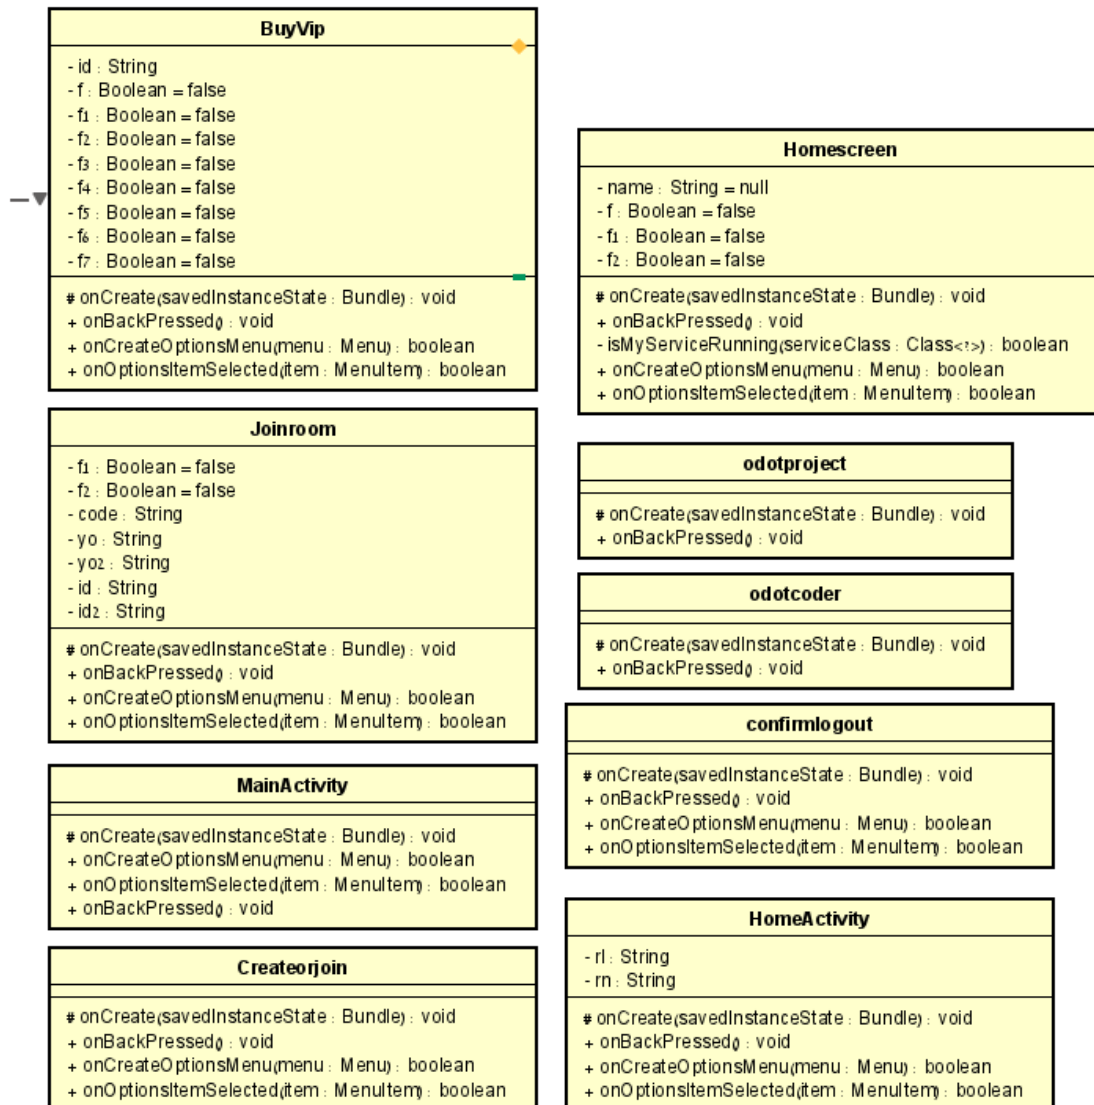 BuyVip
- id : String
- f : Boolean = false
- f1 : Boolean = false
- f2 : Boolean = false
- f3 : Boolean = false
- f4 : Boolean = false
- f5 : Boolean = false
- f6 : Boolean = false
- f7 : Boolean = false
# onCreate(savedInstanceState : Bundle) : void
+ onBackPressed() : void
+ onCreateOptionsMenu(menu : Menu) : boolean
+ onOptionsItemSelected(item : MenuItem) : boolean
Joinroom
- f1 : Boolean = false
- f2 : Boolean = false
- code : String
- yo : String
- yo2 : String
- id : String
- id2 : String
# onCreate(savedInstanceState : Bundle) : void
+ onBackPressed() : void
+ onCreateOptionsMenu(menu : Menu) : boolean
+ onOptionsItemSelected(item : MenuItem) : boolean
MainActivity
# onCreate(savedInstanceState : Bundle) : void
+ onCreateOptionsMenu(menu : Menu) : boolean
+ onOptionsItemSelected(item : MenuItem) : boolean
+ onBackPressed() : void
Createorjoin
# onCreate(savedInstanceState : Bundle) : void
+ onBackPressed() : void
+ onCreateOptionsMenu(menu : Menu) : boolean
+ onOptionsItemSelected(item : MenuItem) : boolean
Homescreen
- name : String = null
- f : Boolean = false
- f1 : Boolean = false
- f2 : Boolean = false
# onCreate(savedInstanceState : Bundle) : void
+ onBackPressed() : void
- isMyServiceRunning(serviceClass : Class<?>) : boolean
+ onCreateOptionsMenu(menu : Menu) : boolean
+ onOptionsItemSelected(item : MenuItem) : boolean
odotproject
# onCreate(savedInstanceState : Bundle) : void
+ onBackPressed() : void
odotcoder
# onCreate(savedInstanceState : Bundle) : void
+ onBackPressed() : void
confirmlogout
# onCreate(savedInstanceState : Bundle) : void
+ onBackPressed() : void
+ onCreateOptionsMenu(menu : Menu) : boolean
+ onOptionsItemSelected(item : MenuItem) : boolean
HomeActivity
- rl : String
- rn : String
# onCreate(savedInstanceState : Bundle) : void
+ onBackPressed() : void
+ onCreateOptionsMenu(menu : Menu) : boolean
+ onOptionsItemSelected(item : MenuItem) : boolean